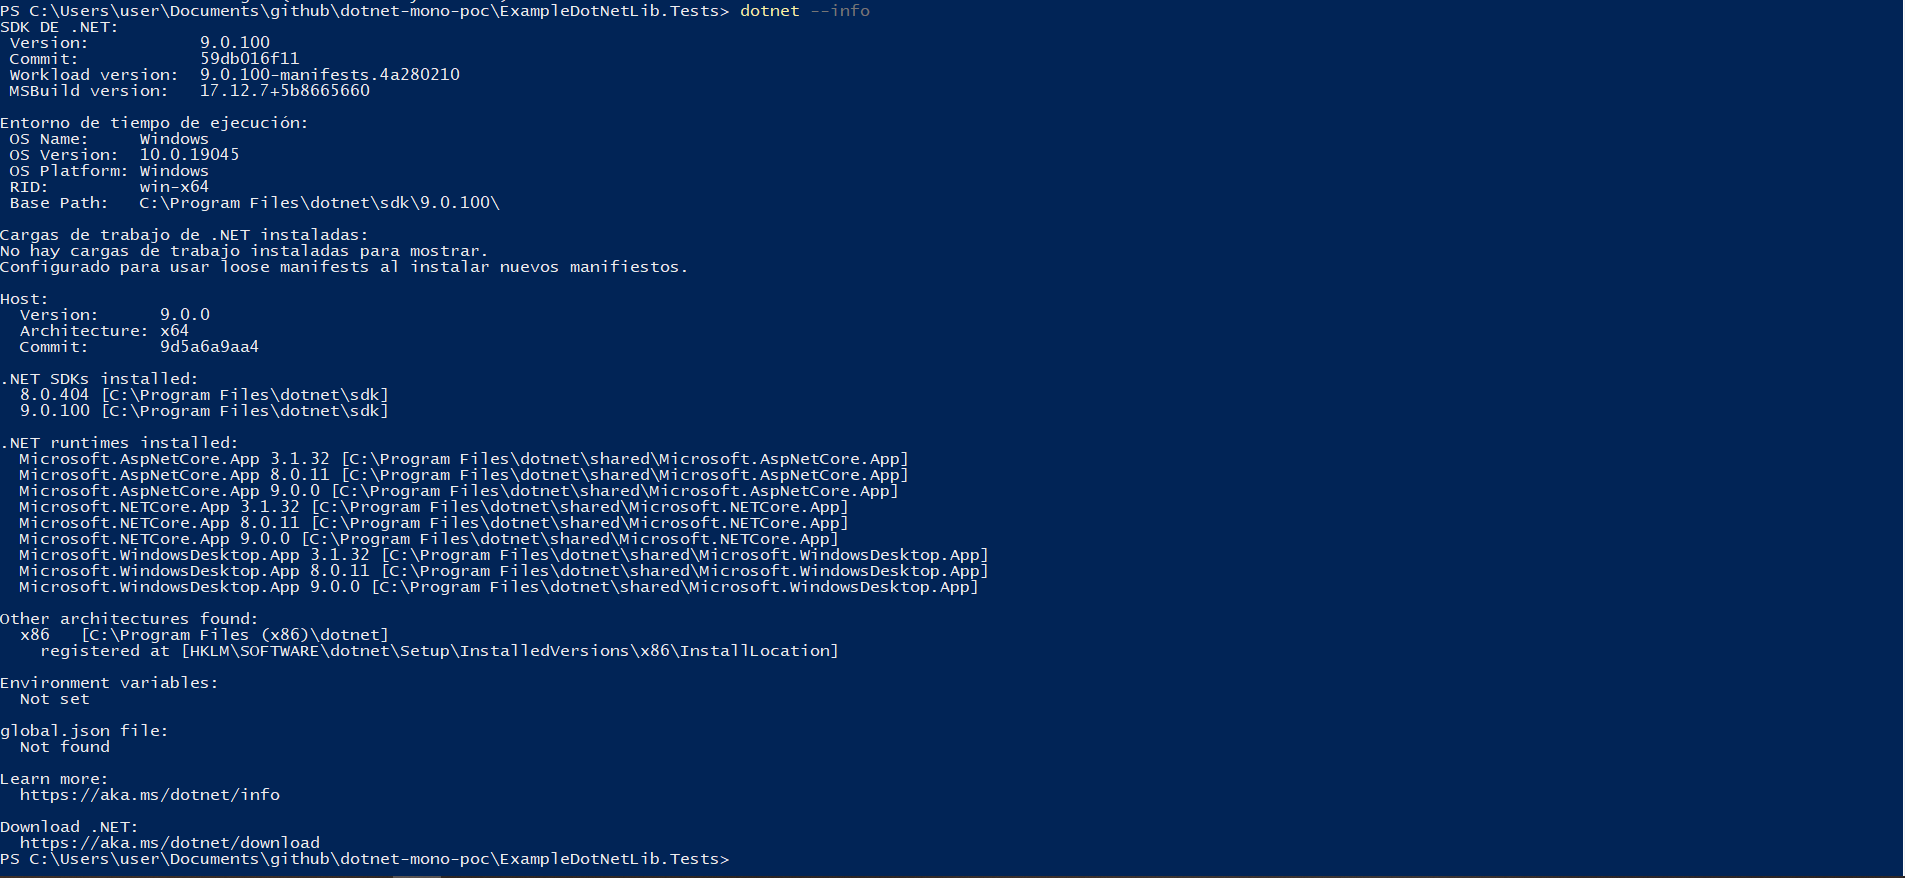 PS C:\Users\user\Documents\github\dotnet-mono-poc\ExampleDotNetLib.Tests> dotnet --info
SDK DE .NET:
 Version:           9.0.100
 Commit:            59db016f11
 Workload version:  9.0.100-manifests.4a280210
 MSBuild version:   17.12.7+5b8665660

Entorno de tiempo de ejecución:
 OS Name:     Windows
 OS Version:  10.0.19045
 OS Platform: Windows
 RID:         win-x64
 Base Path:   C:\Program Files\dotnet\sdk\9.0.100\

Cargas de trabajo de .NET instaladas:
No hay cargas de trabajo instaladas para mostrar.
Configurado para usar loose manifests al instalar nuevos manifiestos.

Host:
  Version:      9.0.0
  Architecture: x64
  Commit:       9d5a6a9aa4

.NET SDKs installed:
  8.0.404 [C:\Program Files\dotnet\sdk]
  9.0.100 [C:\Program Files\dotnet\sdk]

.NET runtimes installed:
  Microsoft.AspNetCore.App 3.1.32 [C:\Program Files\dotnet\shared\Microsoft.AspNetCore.App]
  Microsoft.AspNetCore.App 8.0.11 [C:\Program Files\dotnet\shared\Microsoft.AspNetCore.App]
  Microsoft.AspNetCore.App 9.0.0 [C:\Program Files\dotnet\shared\Microsoft.AspNetCore.App]
  Microsoft.NETCore.App 3.1.32 [C:\Program Files\dotnet\shared\Microsoft.NETCore.App]
  Microsoft.NETCore.App 8.0.11 [C:\Program Files\dotnet\shared\Microsoft.NETCore.App]
  Microsoft.NETCore.App 9.0.0 [C:\Program Files\dotnet\shared\Microsoft.NETCore.App]
  Microsoft.WindowsDesktop.App 3.1.32 [C:\Program Files\dotnet\shared\Microsoft.WindowsDesktop.App]
  Microsoft.WindowsDesktop.App 8.0.11 [C:\Program Files\dotnet\shared\Microsoft.WindowsDesktop.App]
  Microsoft.WindowsDesktop.App 9.0.0 [C:\Program Files\dotnet\shared\Microsoft.WindowsDesktop.App]

Other architectures found:
  x86   [C:\Program Files (x86)\dotnet]
    registered at [HKLM\SOFTWARE\dotnet\Setup\InstalledVersions\x86\InstallLocation]

Environment variables:
  Not set

global.json file:
  Not found

Learn more:
  https://aka.ms/dotnet/info

Download .NET:
  https://aka.ms/dotnet/download
PS C:\Users\user\Documents\github\dotnet-mono-poc\ExampleDotNetLib.Tests>